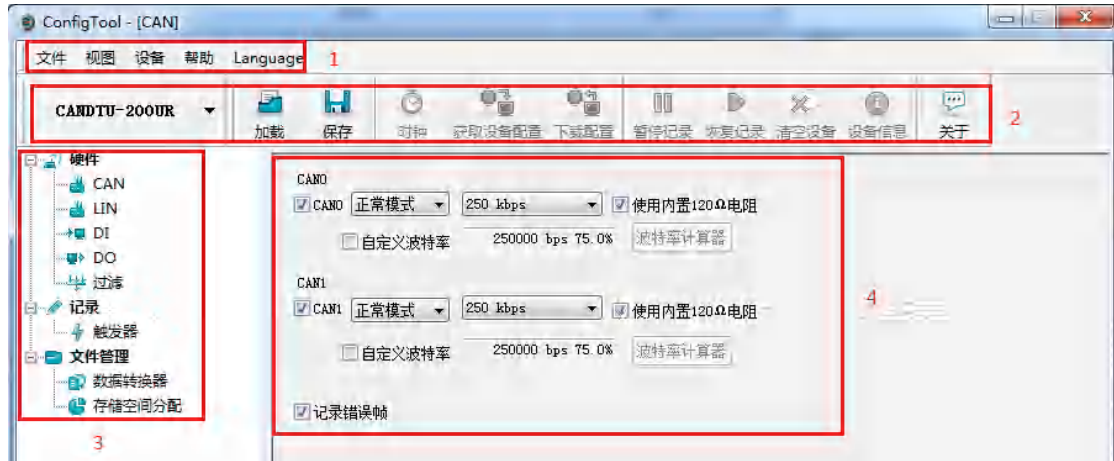 ConfigTool - [CAN]
文件 视图 设备 帮助 Language 1
CANDTU-200UR 加载 保存 时钟 获取设备配置 下载配置 暂停记录 恢复记录 清空设备 设备信息 关于 2
硬件
CAN
LIN
DI
DO
过滤
记录
触发器
文件管理
数据转换器
存储空间分配
3
CAN0
CAN0 正常模式 250 kbps 使用内置120Ω电阻
自定义波特率 250000 bps 75.0% 波特率计算器
CAN1
CAN1 正常模式 250 kbps 使用内置120Ω电阻
自定义波特率 250000 bps 75.0% 波特率计算器
记录错误帧
4